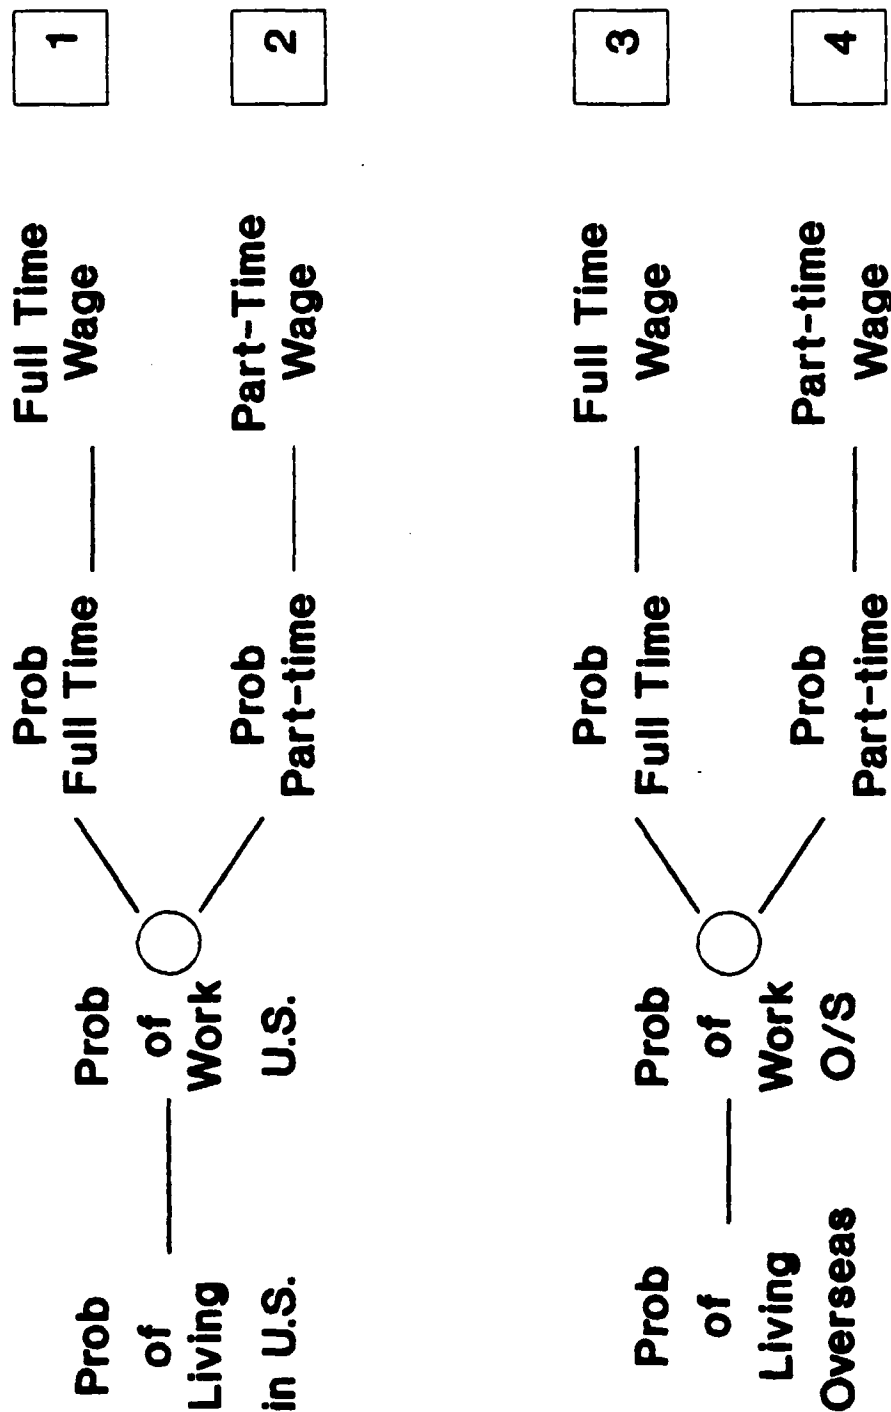 Prob
of
Living
in U.S.
Prob
of
Work
U.S.
Prob
Full Time
Full Time
Wage
1
Prob
Part-time
Part-Time
Wage
2
Prob
of
Living
Overseas
Prob
of
Work
O/S
Prob
Full Time
Full Time
Wage
3
Prob
Part-time
Part-time
Wage
4